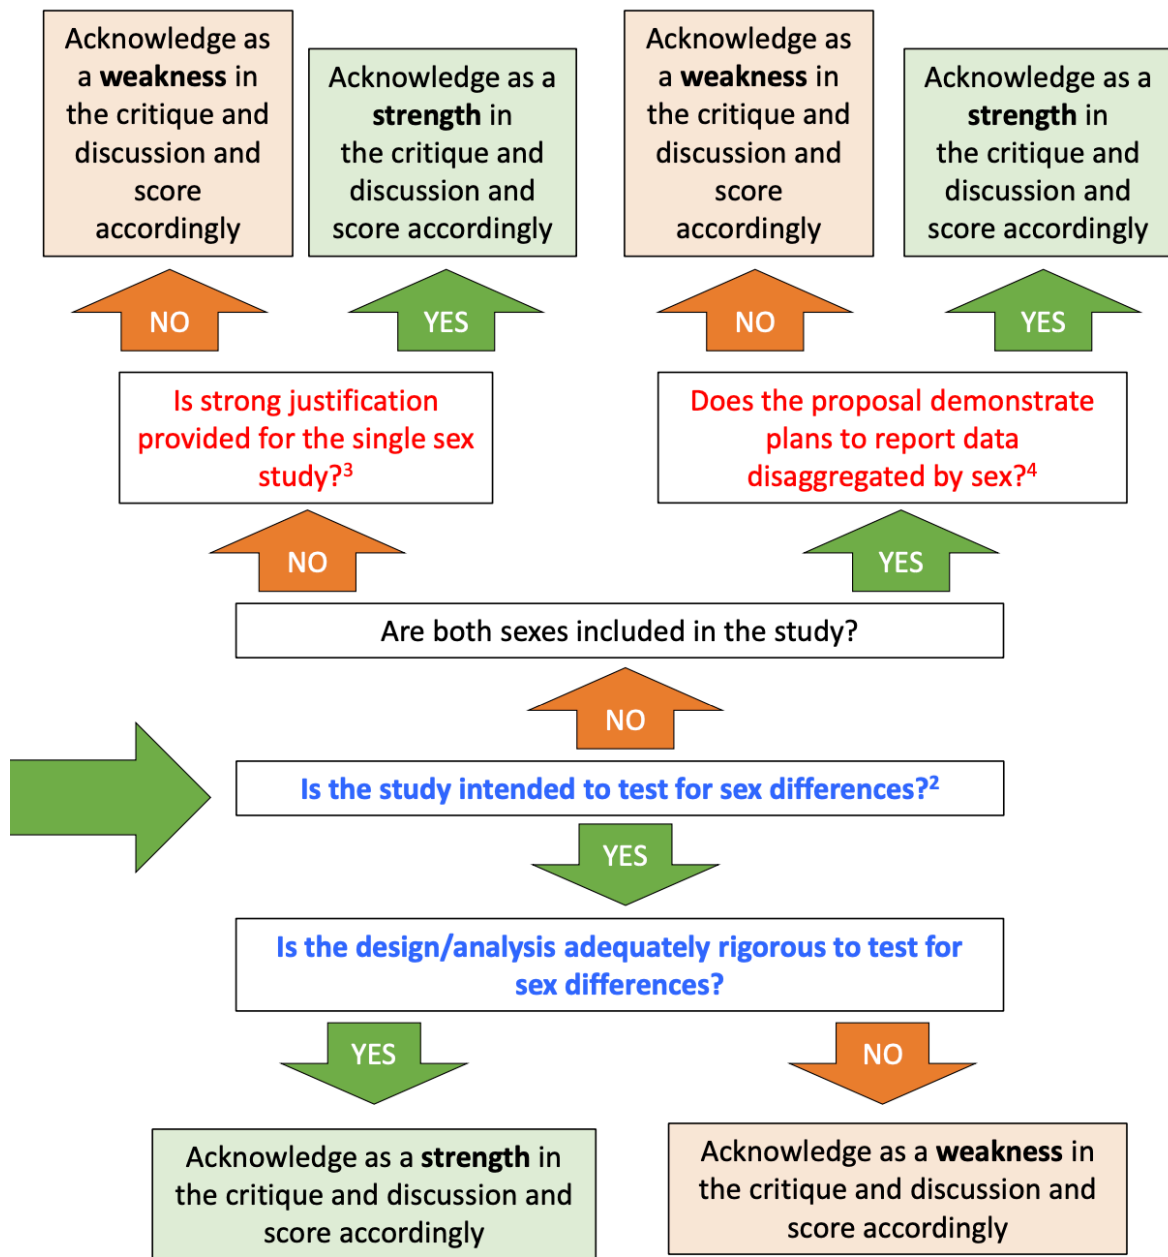 Acknowledge as
a weakness in
the critique and
discussion and
score
accordingly
Acknowledge as a
strength in
the critique and
discussion and
score accordingly
Acknowledge as
a weakness in
the critique and
discussion and
score
accordingly
Acknowledge as a
strength in
the critique and
discussion and
score accordingly
NO
YES
NO
YES
Is strong justification
provided for the single sex
study?³
Does the proposal demonstrate
plans to report data
disaggregated by sex?⁴
NO
YES
Are both sexes included in the study?
NO
Is the study intended to test for sex differences?²
YES
Is the design/analysis adequately rigorous to test for
sex differences?
YES
NO
Acknowledge as a strength in
the critique and discussion and
score accordingly
Acknowledge as a weakness in
the critique and discussion and
score accordingly